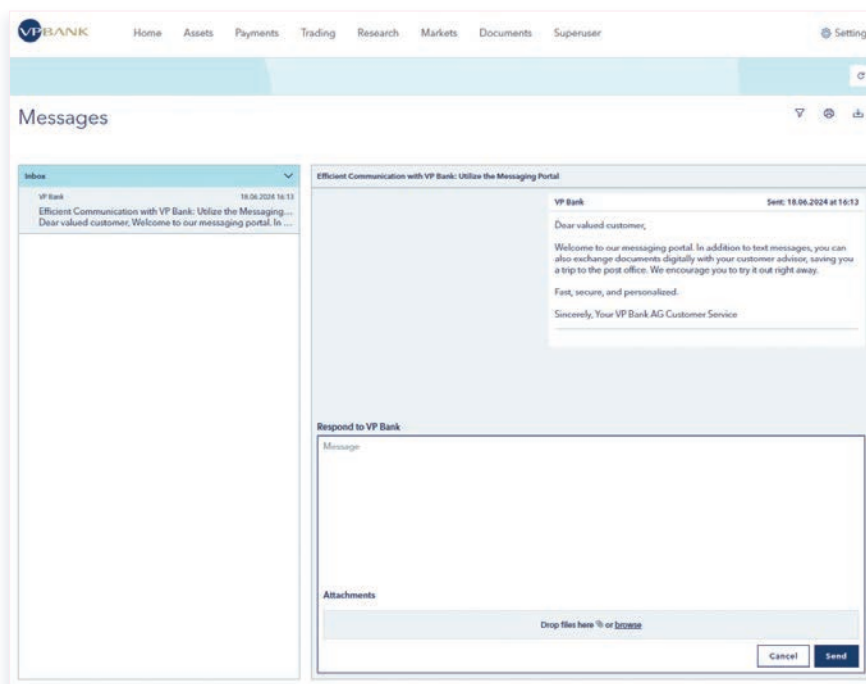 VPBANK
Home Assets Payments Trading Research Markets Documents Superuser
Setting
Messages
Inbox
VP Bank 18.06.2024 16:13
Efficient Communication with VP Bank: Utilize the Messaging...
Dear valued customer, Welcome to our messaging portal. In ...
Efficient Communication with VP Bank: Utilize the Messaging Portal
VP Bank Sent: 18.06.2024 at 16:13
Dear valued customer,
Welcome to our messaging portal. In addition to text messages, you can
also exchange documents digitally with your customer advisor, saving you
a trip to the post office. We encourage you to try it out right away.
Fast, secure, and personalized.
Sincerely, Your VP Bank AG Customer Service
Respond to VP Bank
Message
Attachments
Drop files here or browse
Cancel Send